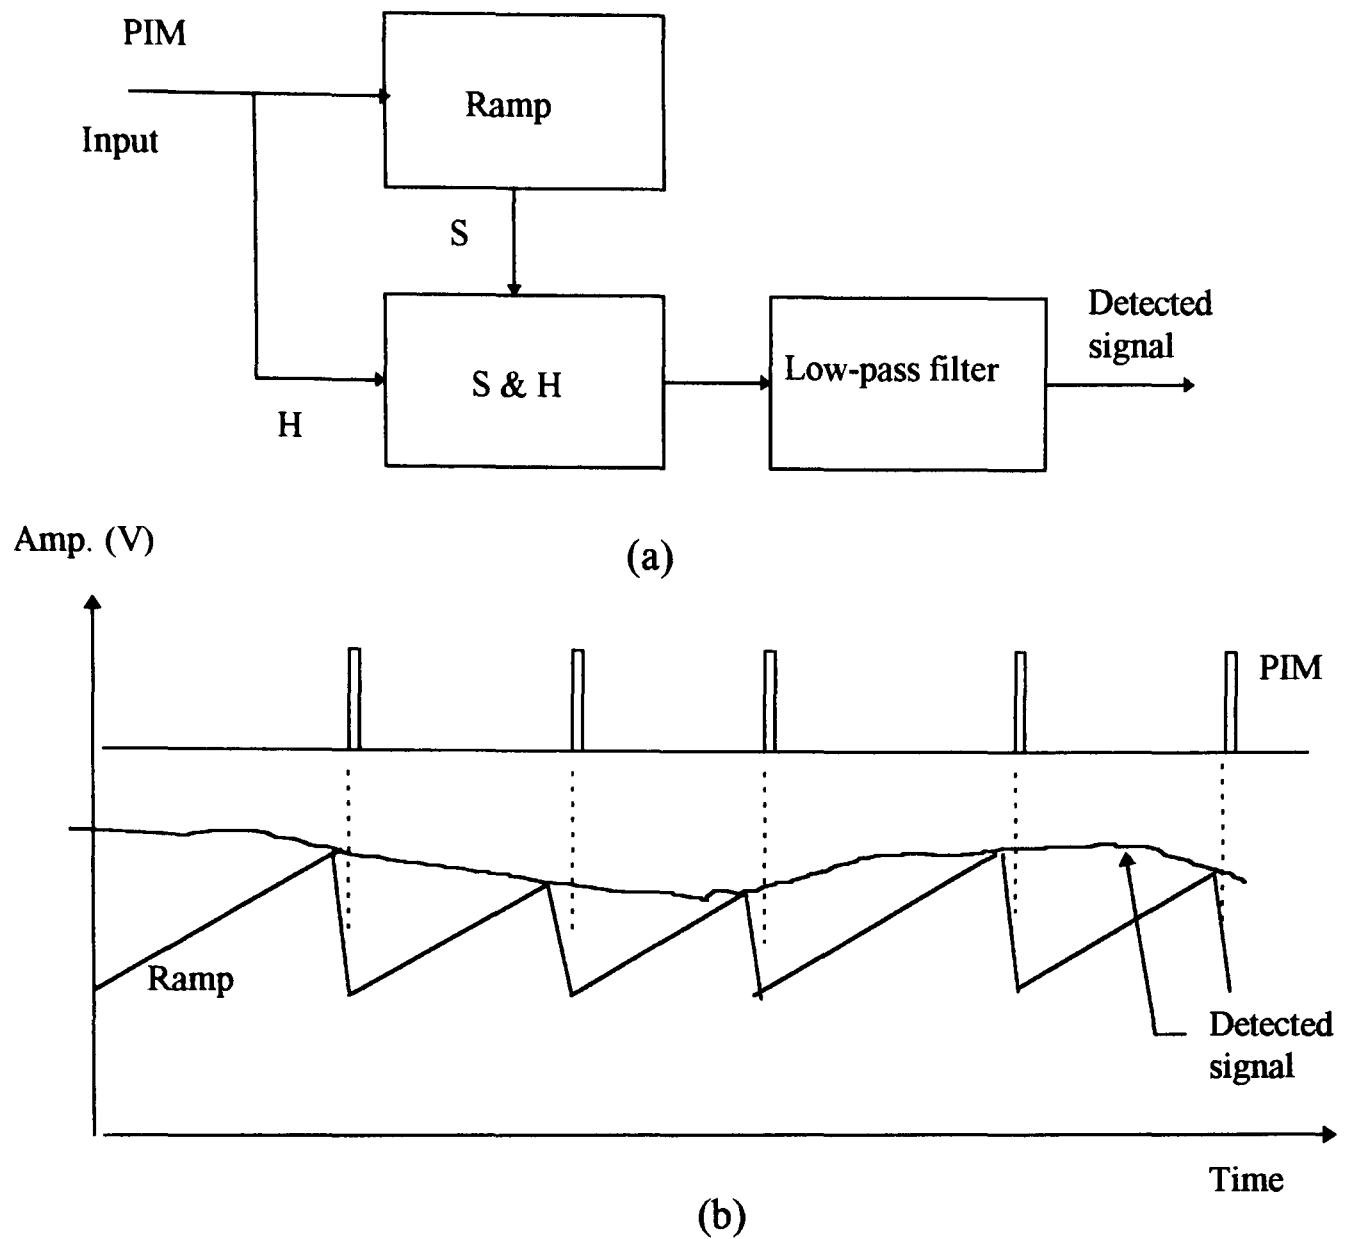 PIM
Input
Ramp
S
H
S & H
Low-pass filter
Detected
signal
(a)
Amp. (V)
PIM
Ramp
Detected
signal
Time
(b)